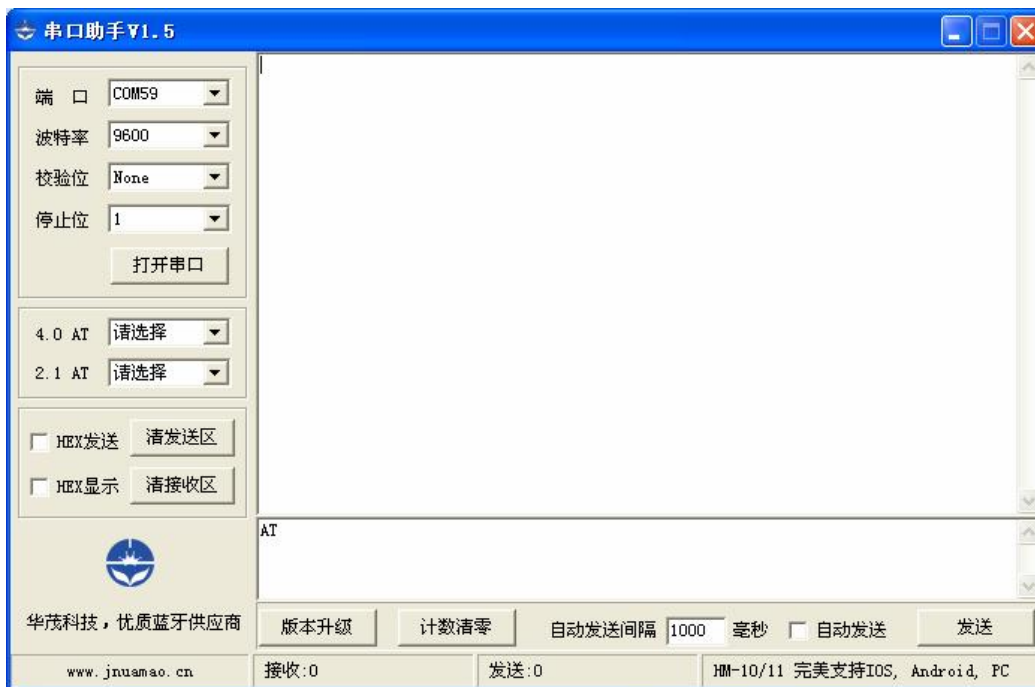 串口助手V1.5
端 口 COM59
波特率 9600
校验位 None
停止位 1
打开串口
4.0 AT 请选择
2.1 AT 请选择
HEX发送 清发送区
HEX显示 清接收区
AT
华茂科技，优质蓝牙供应商
版本升级 计数清零 自动发送间隔 1000 毫秒 自动发送 发送
www.jnuamao.cn 接收:0 发送:0 HM-10/11 完美支持IOS, Android, PC